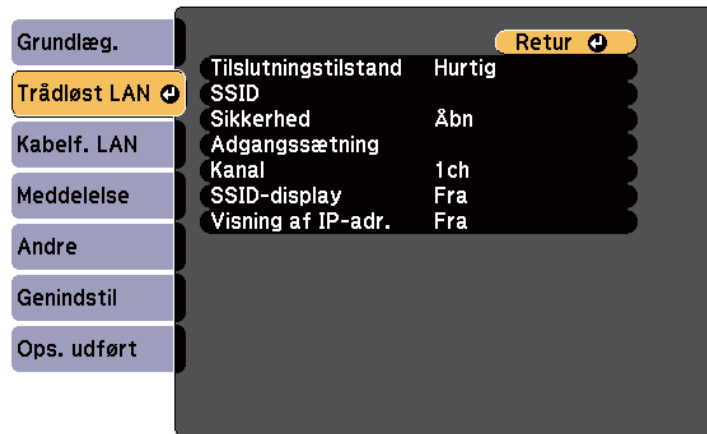 Grundlæg.
Trådløst LAN
Kabelf. LAN
Meddelelse
Andre
Genindstil
Ops. udført
Retur
Tilslutningstilstand Hurtig
SSID
Sikkerhed Åbn
Adgangssætning
Kanal 1ch
SSID-display Fra
Visning af IP-adr. Fra